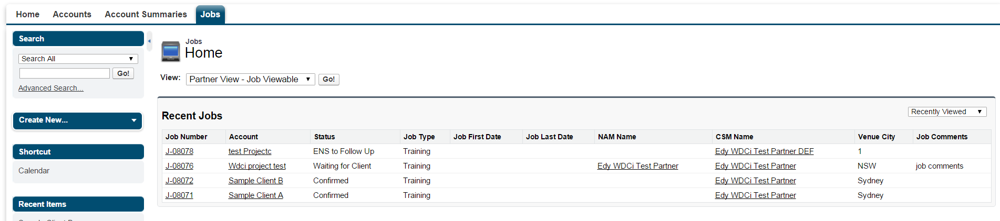 Home Accounts Account Summaries Jobs
Search
Search All
Go!
Advanced Search...
Create New...
Shortcut
Calendar
Recent Items
Jobs
Home
View: Partner View - Job Viewable Go!
Recent Jobs
Recently Viewed
Job Number Account Status Job Type Job First Date Job Last Date NAM Name CSM Name Venue City Job Comments
J-08078 test Projectc ENS to Follow Up Training Edy WDCi Test Partner DEF 1
J-08076 Wdci project test Waiting for Client Training Edy WDCi Test Partner Edy WDCi Test Partner NSW job comments
J-08072 Sample Client B Confirmed Training Edy WDCi Test Partner Sydney
J-08071 Sample Client A Confirmed Training Edy WDCi Test Partner Sydney